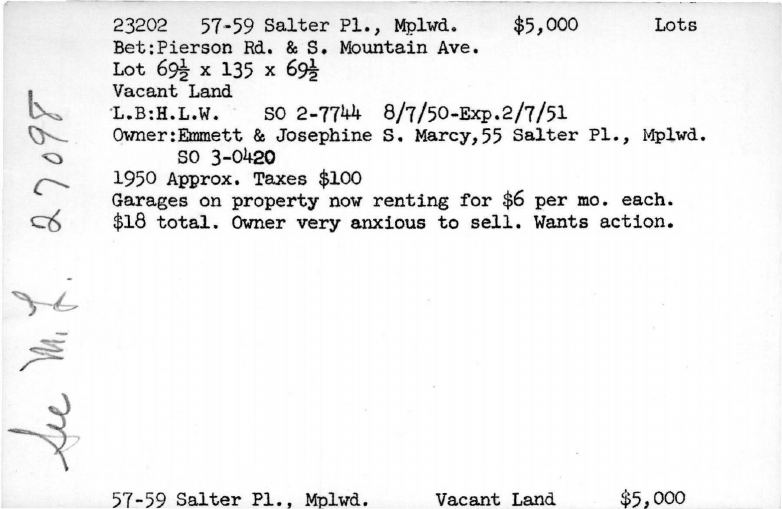 23202 57-59 Salter Pl., Mplwd. $5,000 Lots
Bet:Pierson Rd. & S. Mountain Ave.
Lot 69½ x 135 x 69½
Vacant Land
L.B:H.L.W. SO 2-7744 8/7/50-Exp.2/7/51
Owner:Emmett & Josephine S. Marcy,55 Salter Pl., Mplwd.
SO 3-0420
1950 Approx. Taxes $100
Garages on property now renting for $6 per mo. each.
$18 total. Owner very anxious to sell. Wants action.
See M. L. 27098
57-59 Salter Pl., Mplwd. Vacant Land $5,000